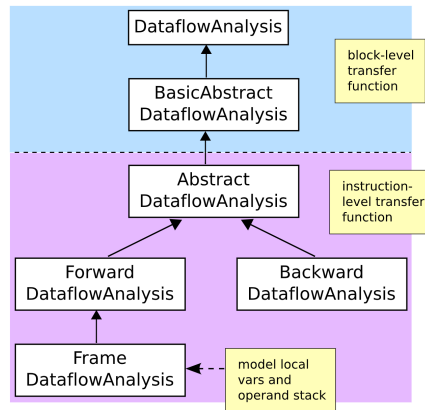 DataflowAnalysis
block-level
transfer
function
BasicAbstract
DataflowAnalysis
Abstract
DataflowAnalysis
instruction-
level transfer
function
Forward
DataflowAnalysis
Backward
DataflowAnalysis
Frame
DataflowAnalysis
model local
vars and
operand stack